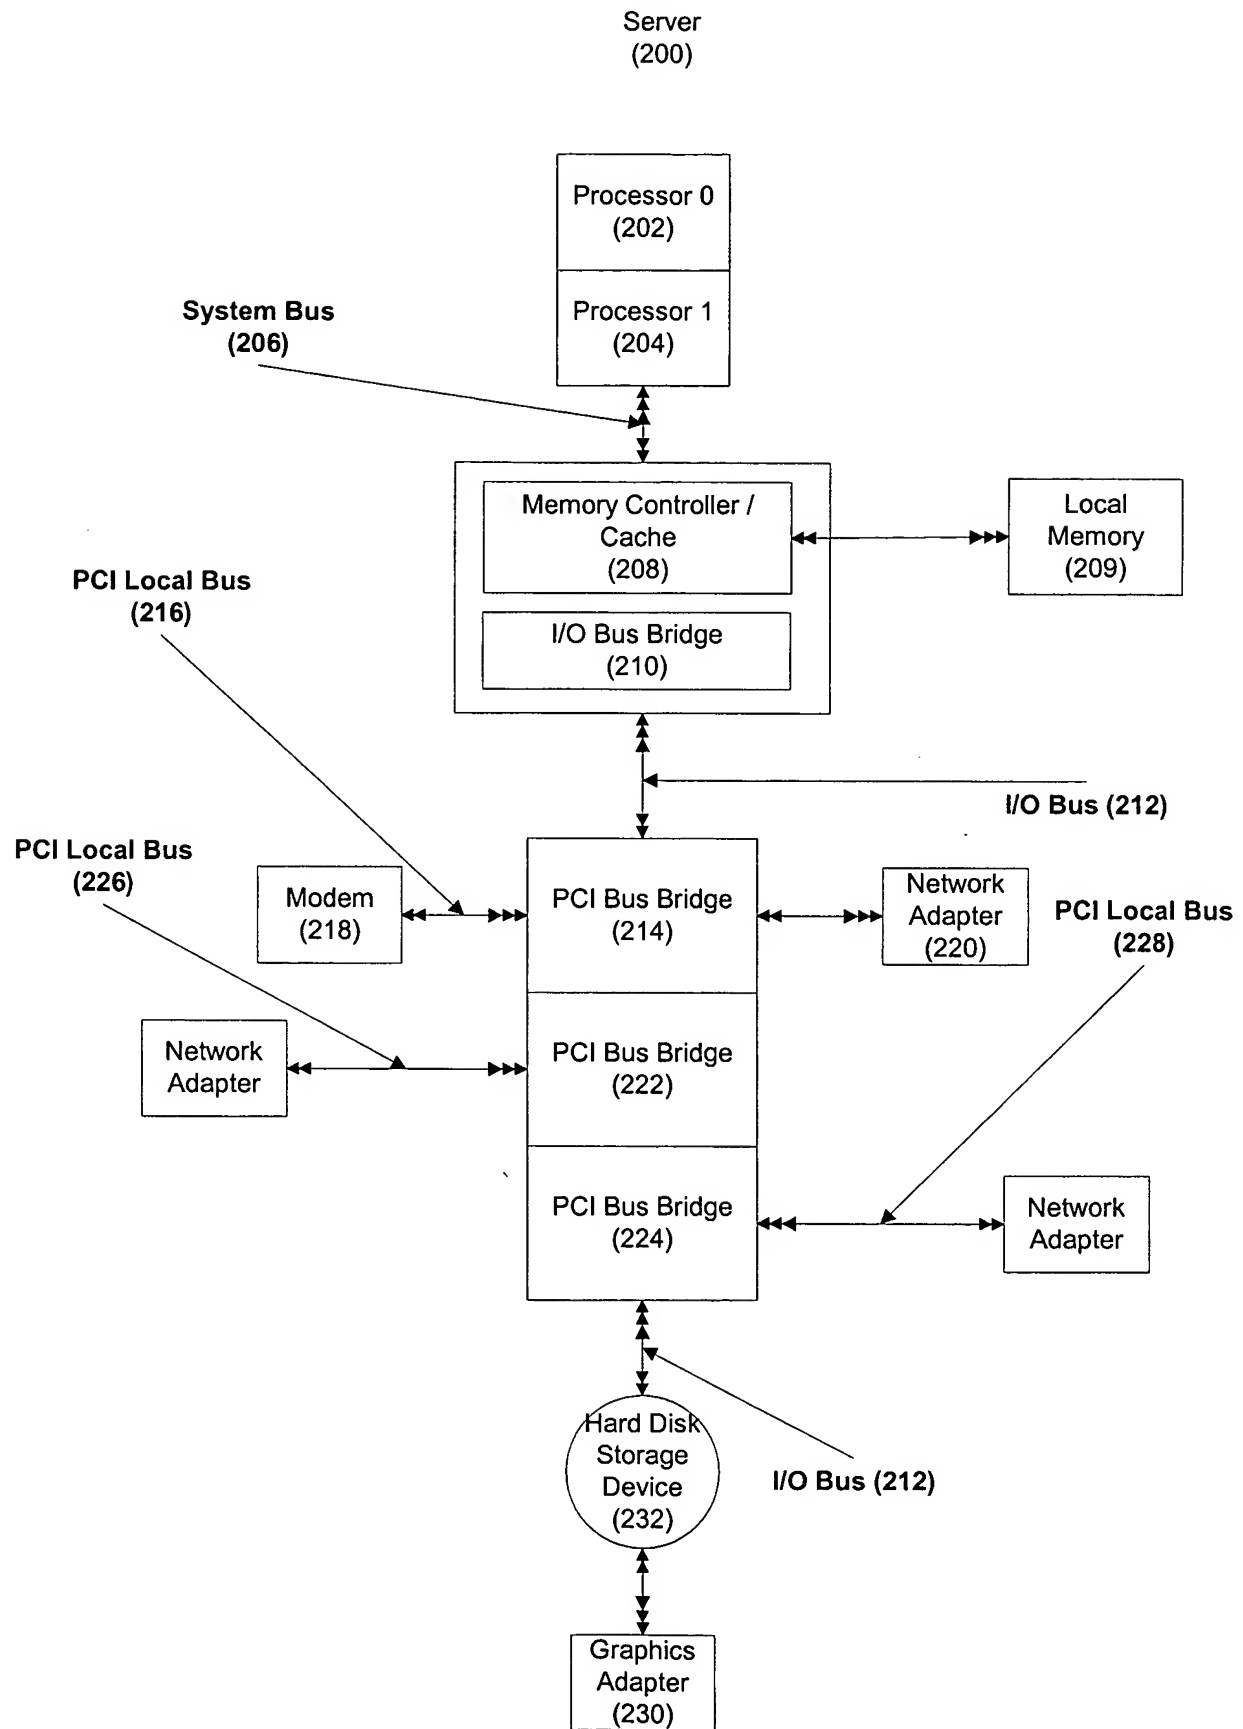 Server
(200)
Processor 0
(202)
Processor 1
(204)
System Bus
(206)
Memory Controller /
Cache
(208)
Local
Memory
(209)
I/O Bus Bridge
(210)
PCI Local Bus
(216)
I/O Bus (212)
PCI Local Bus
(226)
Modem
(218)
PCI Bus Bridge
(214)
Network
Adapter
(220)
PCI Local Bus
(228)
Network
Adapter
PCI Bus Bridge
(222)
PCI Bus Bridge
(224)
Network
Adapter
Hard Disk
Storage
Device
(232)
I/O Bus (212)
Graphics
Adapter
(230)